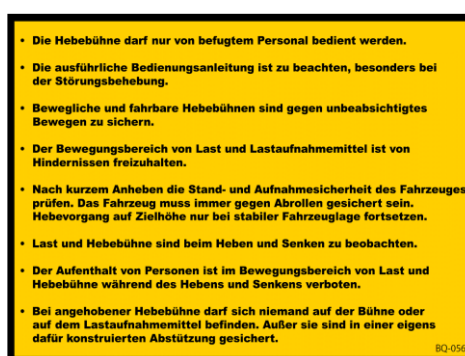 • Die Hebebühne darf nur von befugtem Personal bedient werden.
• Die ausführliche Bedienungsanleitung ist zu beachten, besonders bei
der Störungsbehebung.
• Bewegliche und fahrbare Hebebühnen sind gegen unbeabsichtigtes
Bewegen zu sichern.
• Der Bewegungsbereich von Last und Lastaufnahmemittel ist von
Hindernissen freizuhalten.
• Nach kurzem Anheben die Stand- und Aufnahmesicherheit des Fahrzeuges
prüfen. Das Fahrzeug muss immer gegen Abrollen gesichert sein.
Hebevorgang auf Zielhöhe nur bei stabiler Fahrzeuglage fortsetzen.
• Last und Hebebühne sind beim Heben und Senken zu beobachten.
• Der Aufenthalt von Personen ist im Bewegungsbereich von Last und
Hebebühne während des Hebens und Senkens verboten.
• Bei angehobener Hebebühne darf sich niemand auf der Bühne oder
auf dem Lastaufnahmemittel befinden. Außer sie sind in einer eigens
dafür konstruierten Abstützung gesichert.
BQ-056